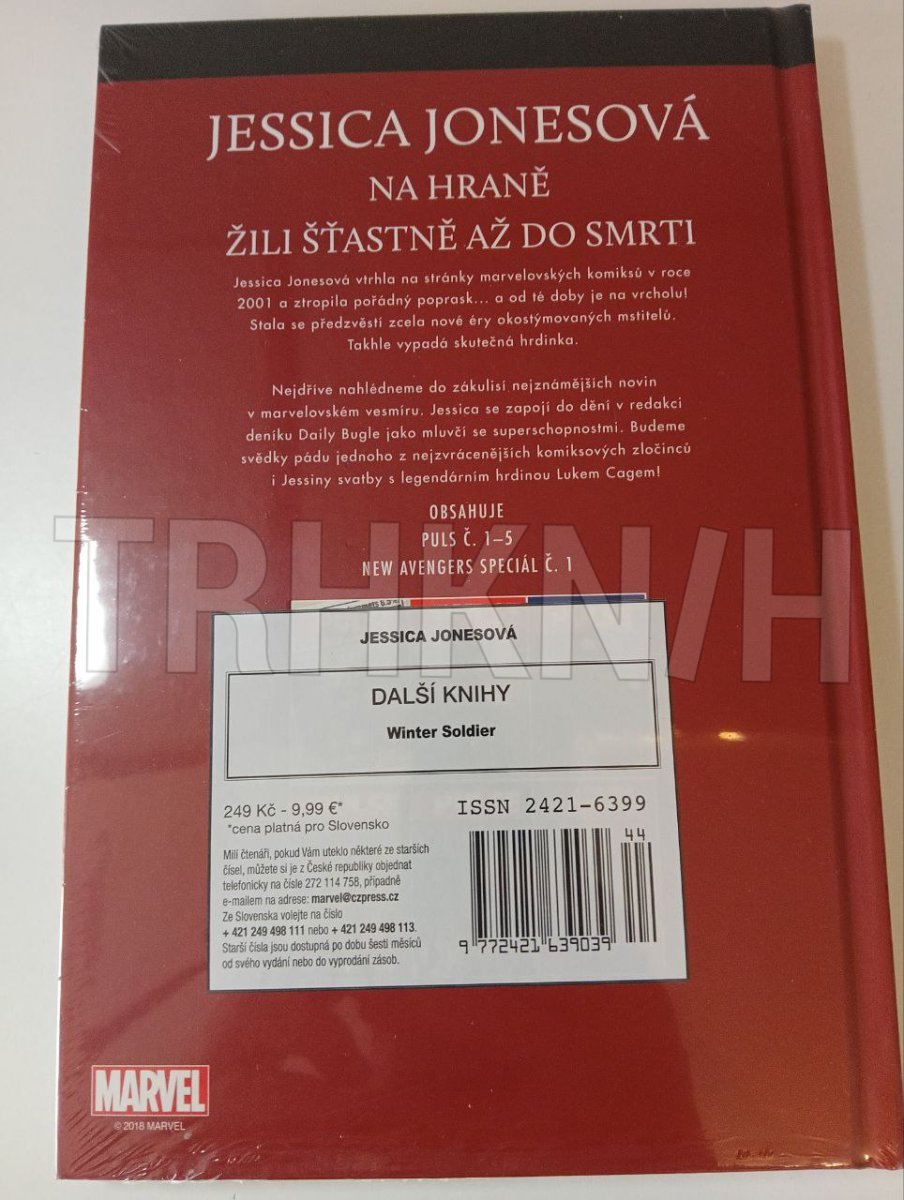 JESSICA JONESOVÁ
NA HRANĚ
ŽILI ŠŤASTNĚ AŽ DO SMRTI
Jessica Jonesová vtrhla na stránky marvelovských komiksů v roce
2001 a ztropila pořádný poprask... a od té doby je na vrcholu!
Stala se předzvěstí zcela nové éry okostýmovaných mstitelů.
Takhle vypadá skutečná hrdinka.
Nejdříve nahlédneme do zákulisí nejznámějších novin
v marvelovském vesmíru. Jessica se zapojí do dění v redakci
deníku Daily Bugle jako mluvčí se superschopnostmi. Budeme
svědky pádu jednoho z nejzvrácenějších komiksových zločinců
i Jessiny svatby s legendárním hrdinou Lukem Cagem!
OBSAHUJE
PULS Č. 1–5
NEW AVENGERS SPECIÁL Č. 1
TRHKN/H
JESSICA JONESOVÁ
DALŠÍ KNIHY
Winter Soldier
249 Kč - 9,99 €*
*cena platná pro Slovensko
Milí čtenáři, pokud Vám uteklo některé ze starších
čísel, můžete si je z České republiky objednat
telefonicky na čísle 272 114 758, případně
e-mailem na adrese: marvel@czpress.cz
Ze Slovenska volejte na číslo
+ 421 249 498 111 nebo + 421 249 498 113.
Starší čísla jsou dostupná po dobu šesti měsíců
od svého vydání nebo do vyprodání zásob.
ISSN 2421-6399
44
9 772421 639039
MARVEL
© 2018 MARVEL